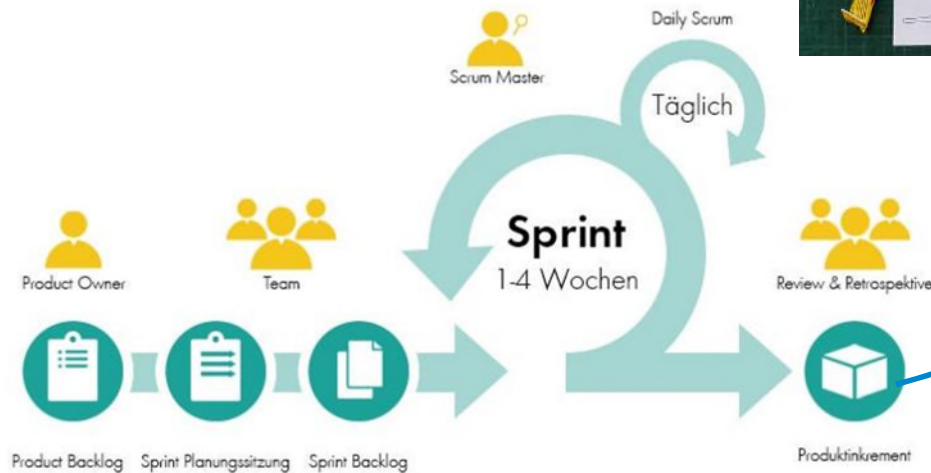 Daily Scrum
Scrum Master
Täglich
Sprint
1-4 Wochen
Product Owner
Team
Review & Retrospektive
Product Backlog
Sprint Planungssitzung
Sprint Backlog
Produktinkrement